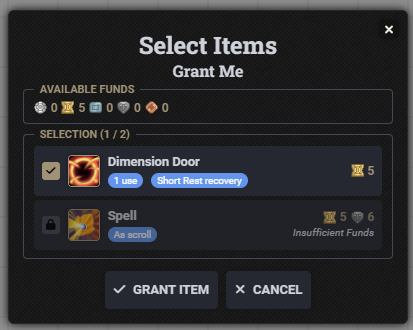 Select Items
Grant Me
AVAILABLE FUNDS
0 5 0 0 0
SELECTION (1 / 2)
Dimension Door
5
1 use Short Rest recovery
Spell
5 6
As scroll
Insufficient Funds
GRANT ITEM
CANCEL